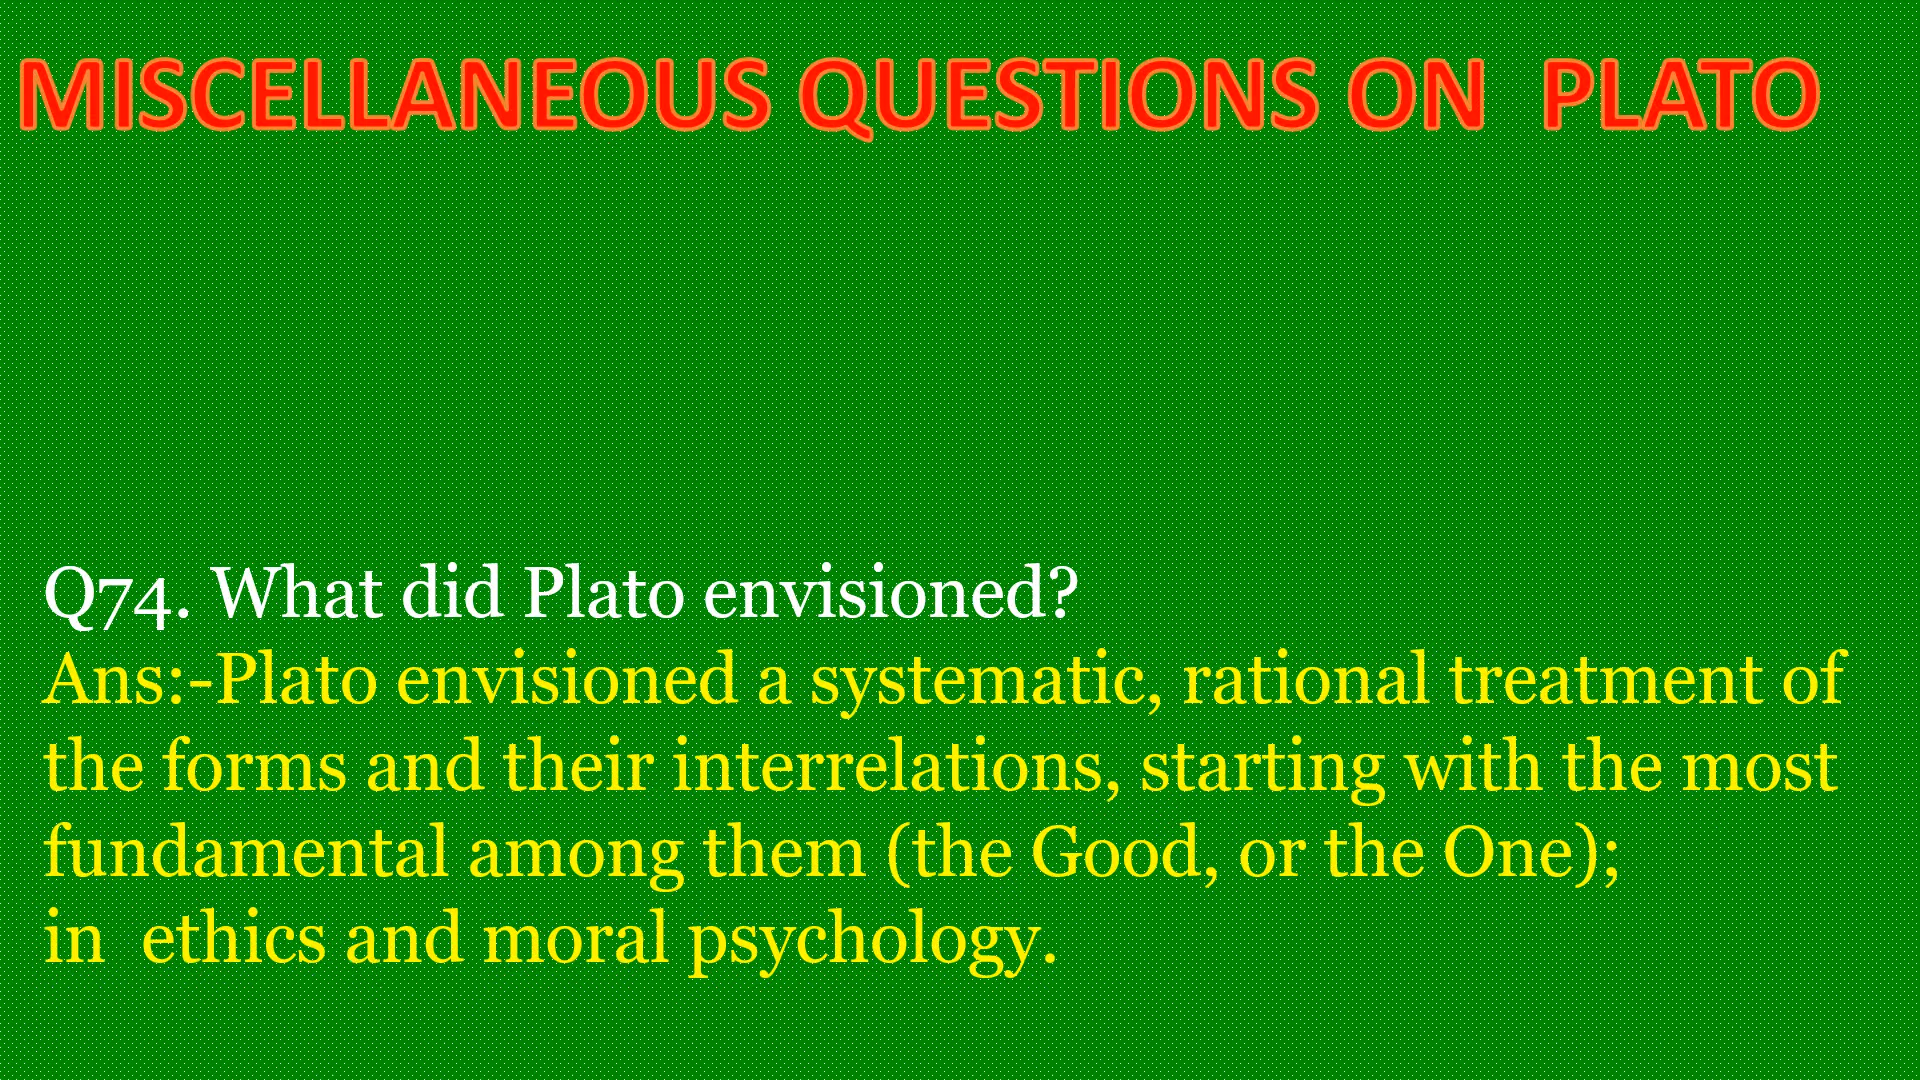 MISCELLANEOUS QUESTIONS ON  PLATO
Q74. What did Plato envisioned?
Ans:-Plato envisioned a systematic, rational treatment of
the forms and their interrelations, starting with the most
fundamental among them (the Good, or the One);
in  ethics and moral psychology.